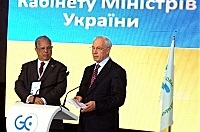 Кабінету Міністрів
України